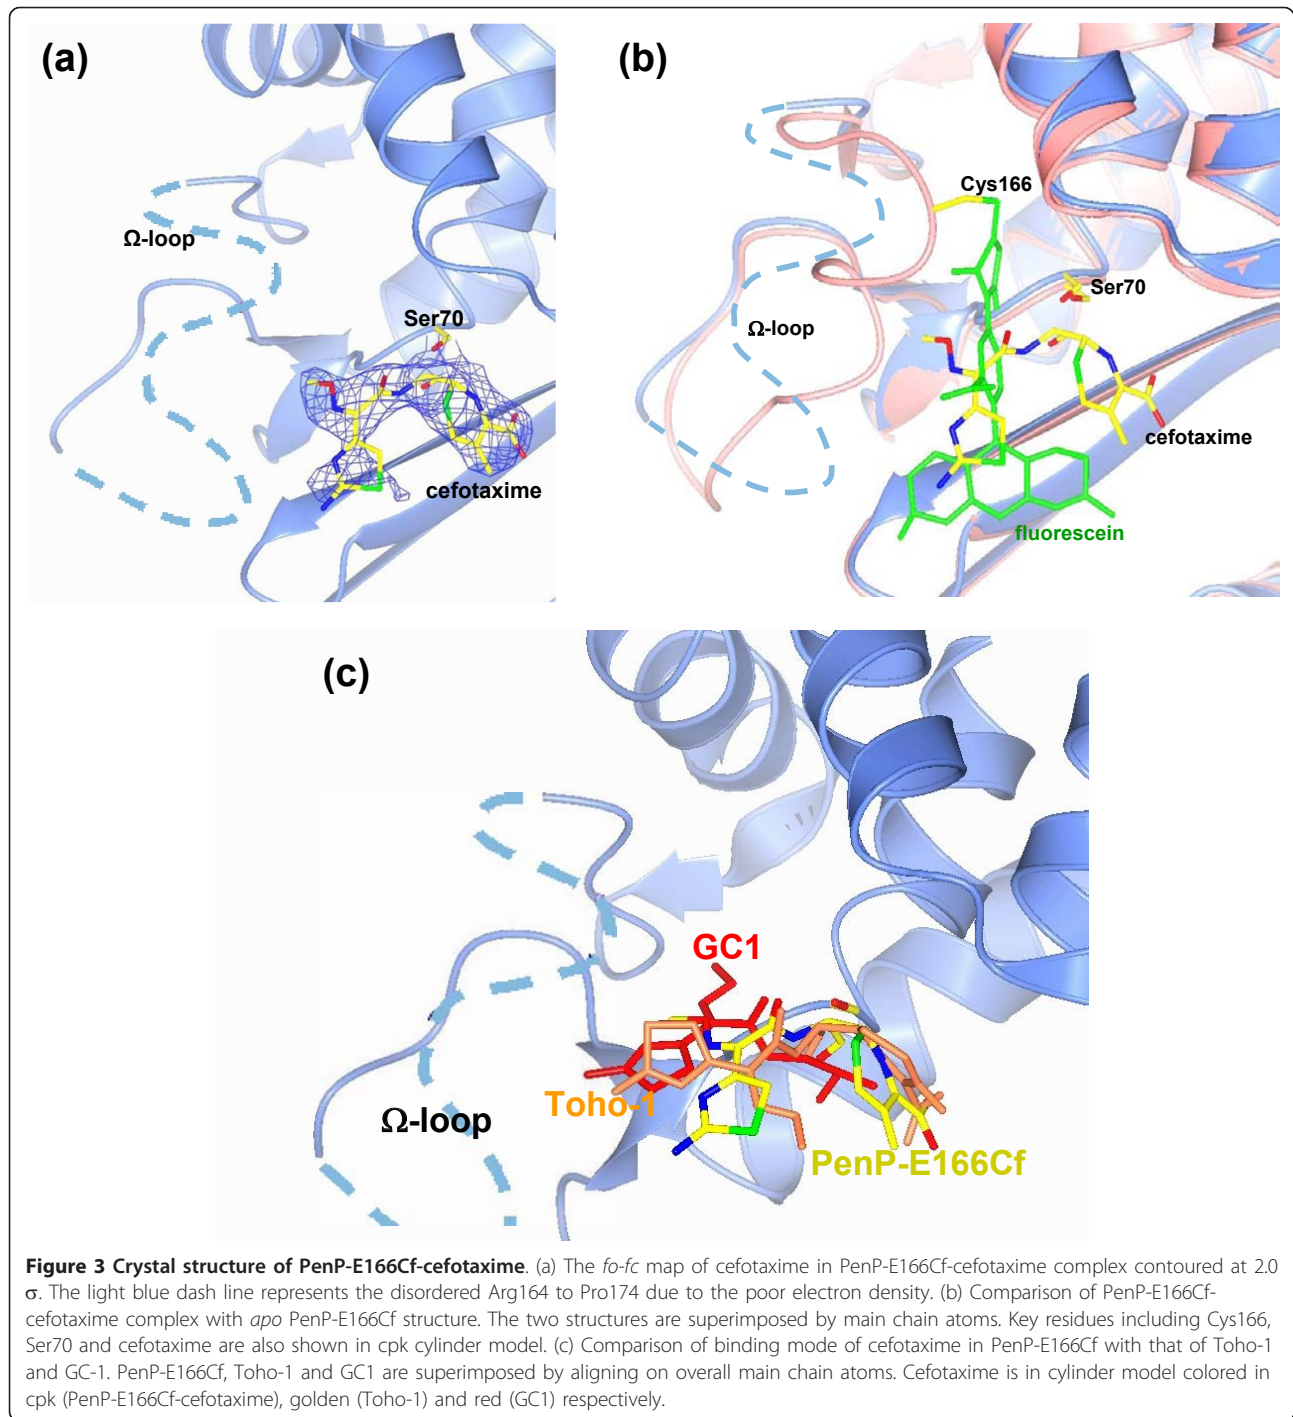 (a)
Ω-loop
Ser70
cefotaxime
(b)
Cys166
Ser70
Ω-loop
cefotaxime
fluorescein
(c)
GC1
Toho-1
Ω-loop
PenP-E166Cf
Figure 3 Crystal structure of PenP-E166Cf-cefotaxime. (a) The fo-fc map of cefotaxime in PenP-E166Cf-cefotaxime complex contoured at 2.0
σ. The light blue dash line represents the disordered Arg164 to Pro174 due to the poor electron density. (b) Comparison of PenP-E166Cf-
cefotaxime complex with apo PenP-E166Cf structure. The two structures are superimposed by main chain atoms. Key residues including Cys166,
Ser70 and cefotaxime are also shown in cpk cylinder model. (c) Comparison of binding mode of cefotaxime in PenP-E166Cf with that of Toho-1
and GC-1. PenP-E166Cf, Toho-1 and GC1 are superimposed by aligning on overall main chain atoms. Cefotaxime is in cylinder model colored in
cpk (PenP-E166Cf-cefotaxime), golden (Toho-1) and red (GC1) respectively.